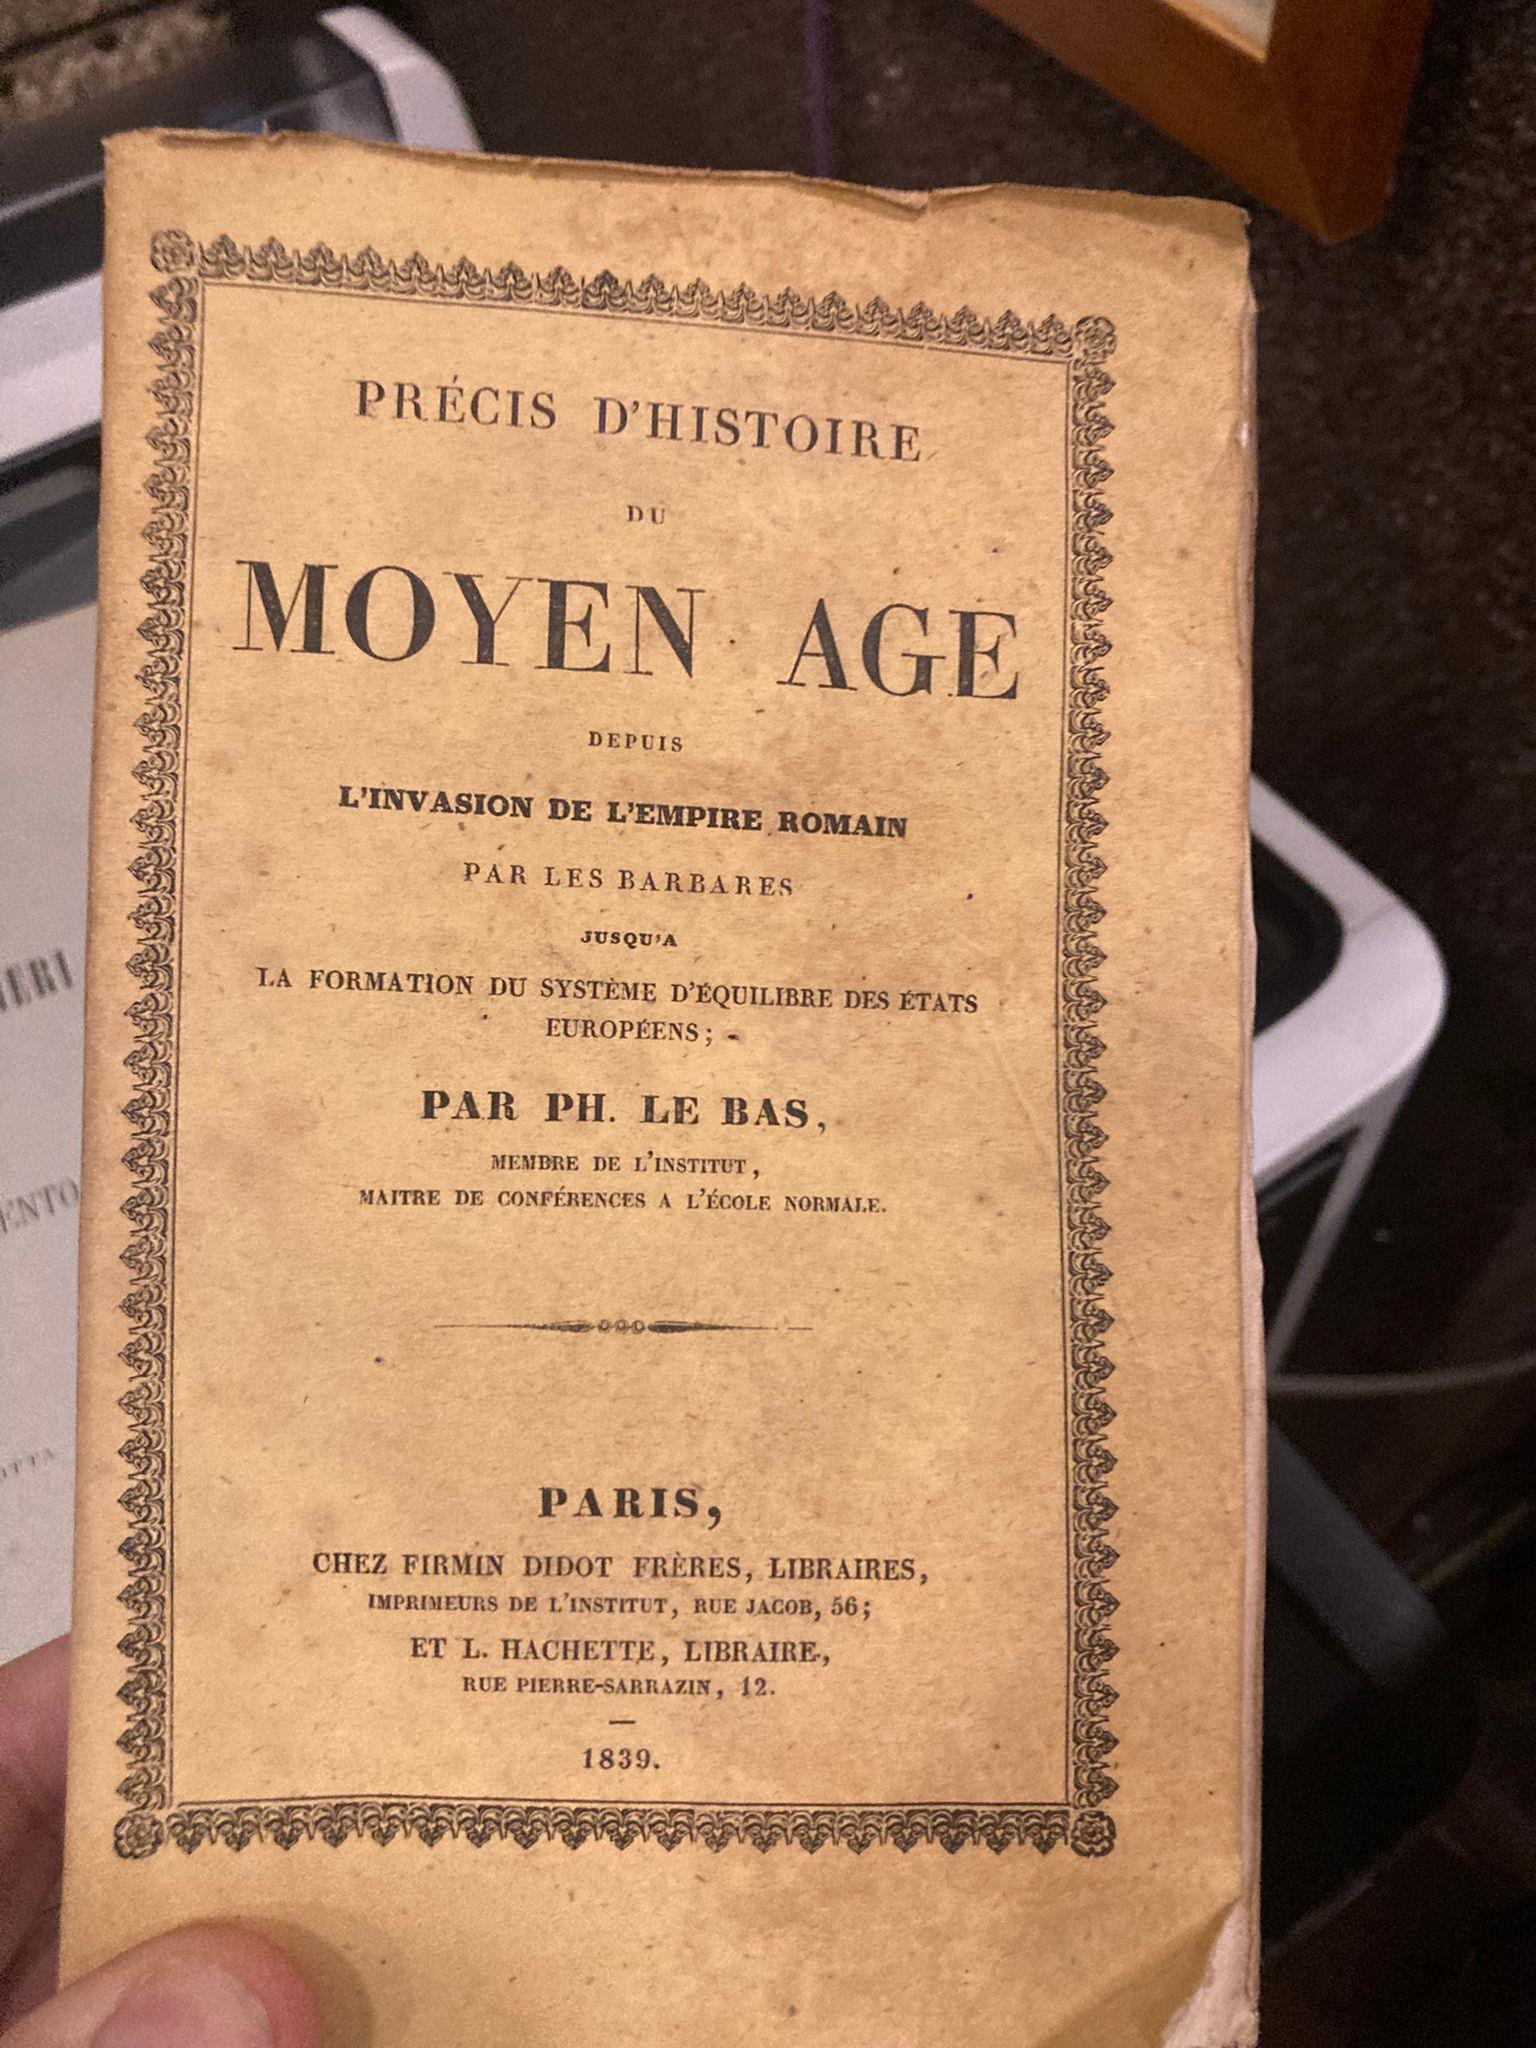 PRÉCIS D'HISTOIRE
DU
MOYEN AGE
DEPUIS
L'INVASION DE L'EMPIRE ROMAIN
PAR LES BARBARES
JUSQU'A
LA FORMATION DU SYSTÈME D'ÉQUILIBRE DES ÉTATS
EUROPÉENS;
PAR PH. LE BAS,
MEMBRE DE L'INSTITUT,
MAITRE DE CONFÉRENCES A L'ÉCOLE NORMALE.
PARIS,
CHEZ FIRMIN DIDOT FRÈRES, LIBRAIRES,
IMPRIMEURS DE L'INSTITUT, RUE JACOB, 56;
ET L. HACHETTE, LIBRAIRE,
RUE PIERRE-SARRAZIN, 12.
1839.